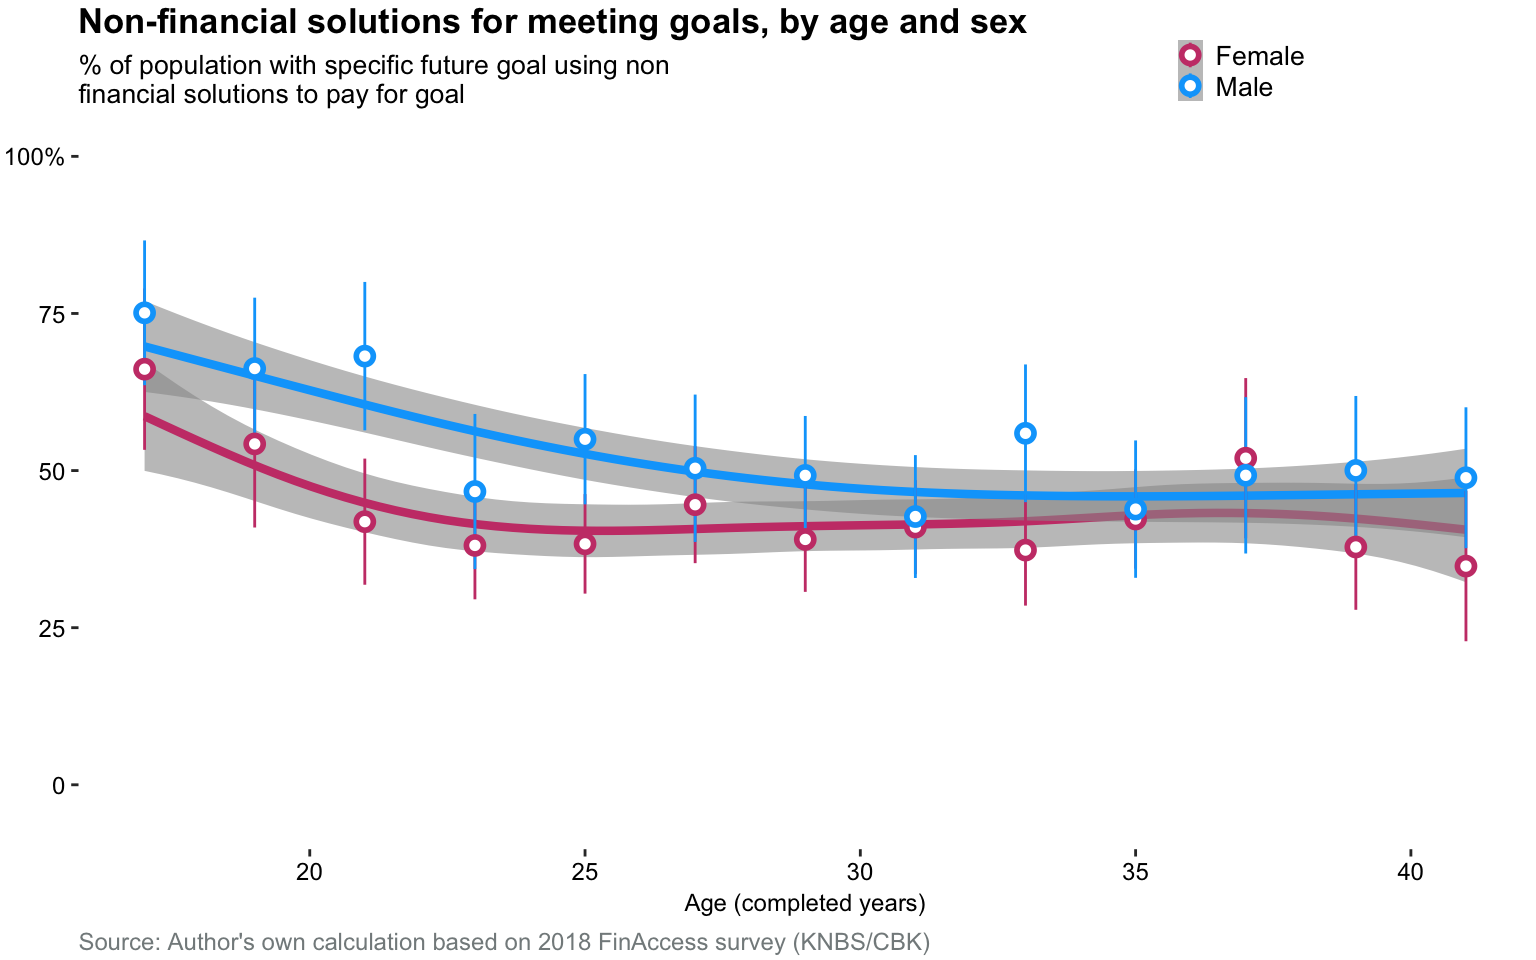 Non-financial solutions for meeting goals, by age and sex
% of population with specific future goal using non
financial solutions to pay for goal
Female
Male
100%
75
50
25
0
20
25
30
35
40
Age (completed years)
Source: Author's own calculation based on 2018 FinAccess survey (KNBS/CBK)